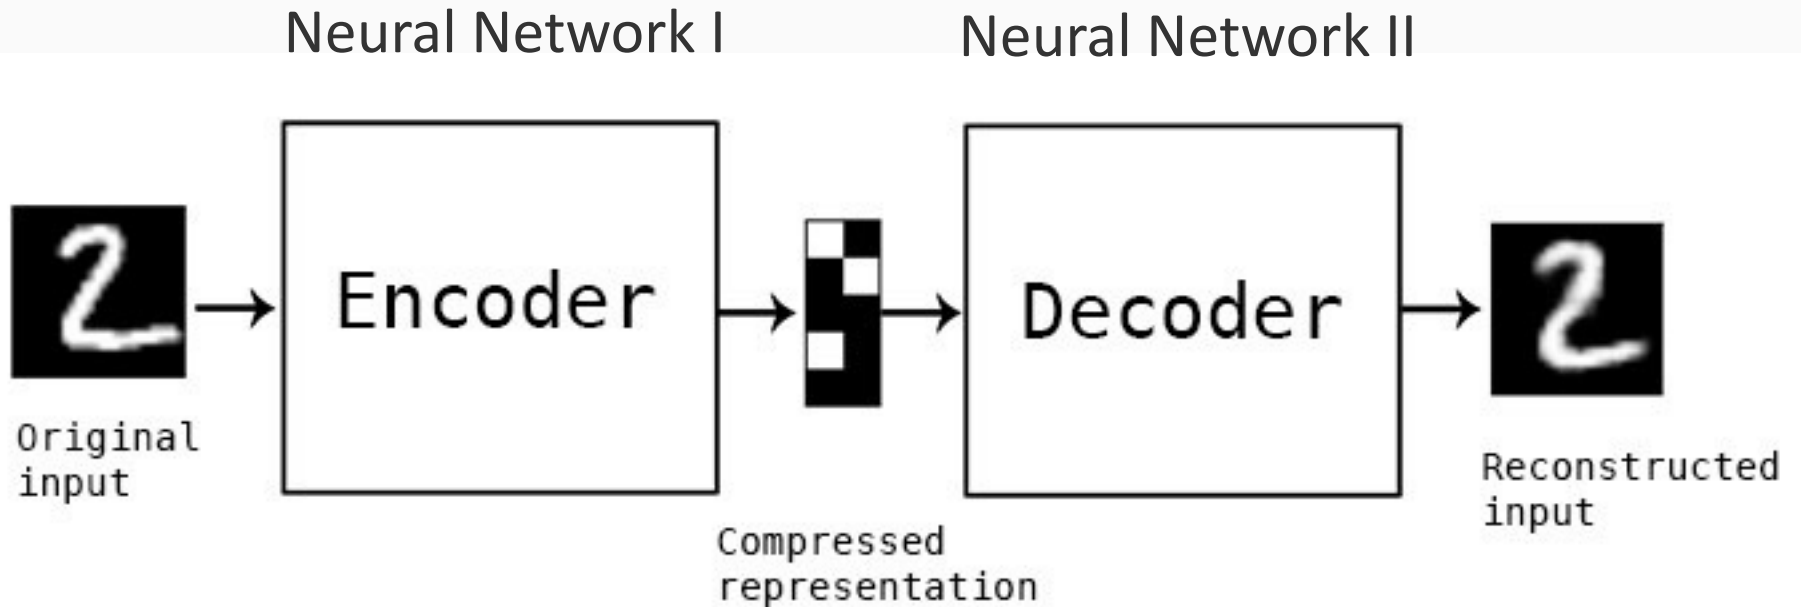 Neural Network I
Neural Network II
Encoder
Decoder
Original
input
Compressed
representation
Reconstructed
input